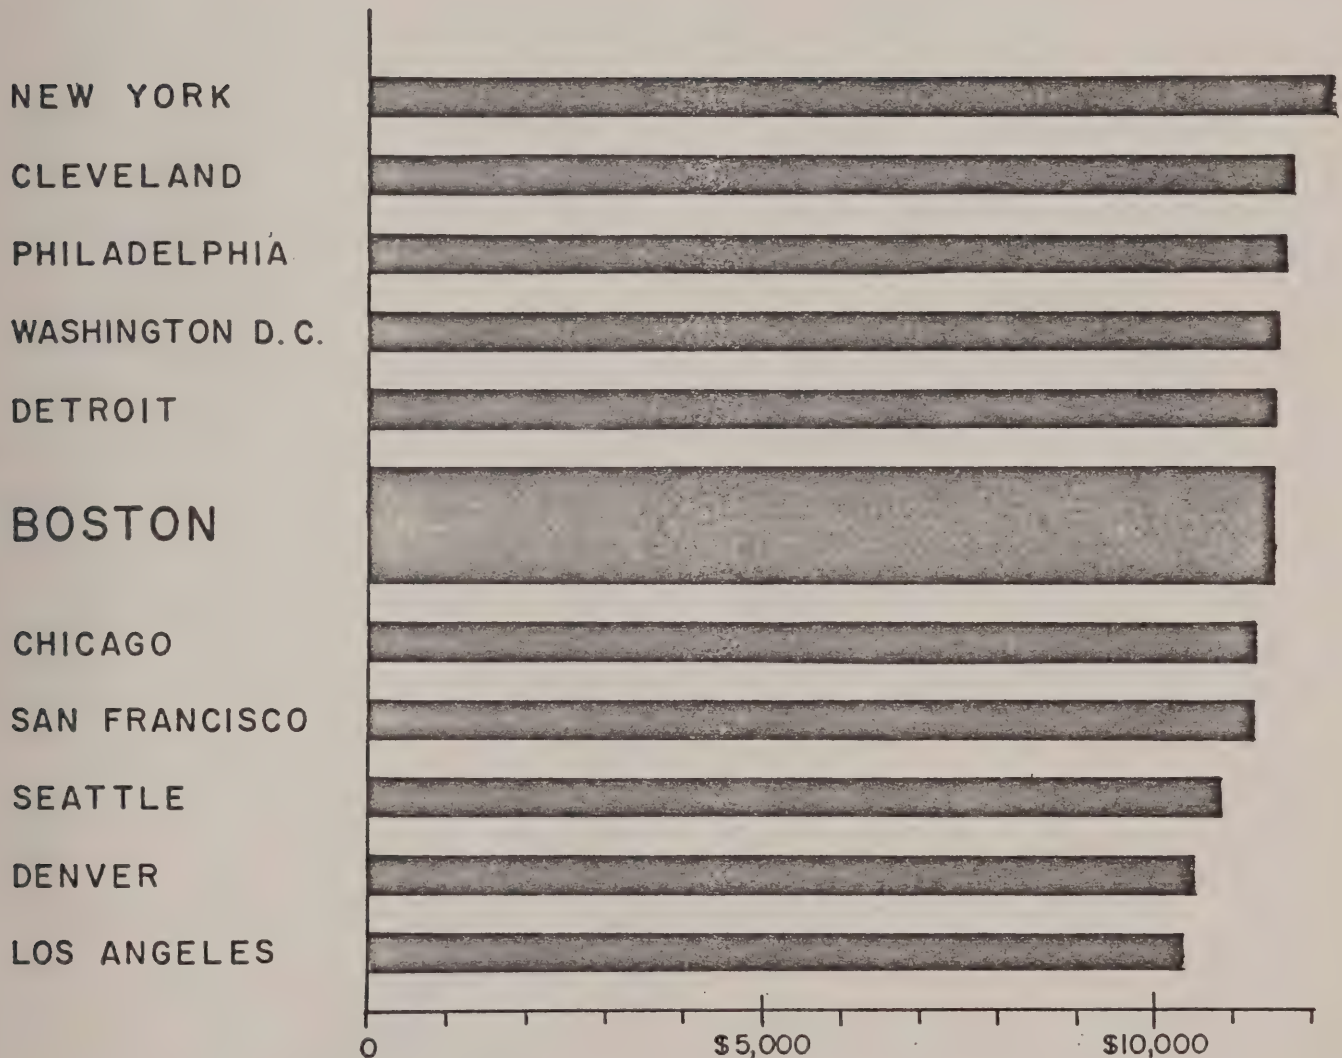 NEW YORK
CLEVELAND
PHILADELPHIA
WASHINGTON D.C.
DETROIT
BOSTON
CHICAGO
SAN FRANCISCO
SEATTLE
DENVER
LOS ANGELES
0 $5,000 $10,000